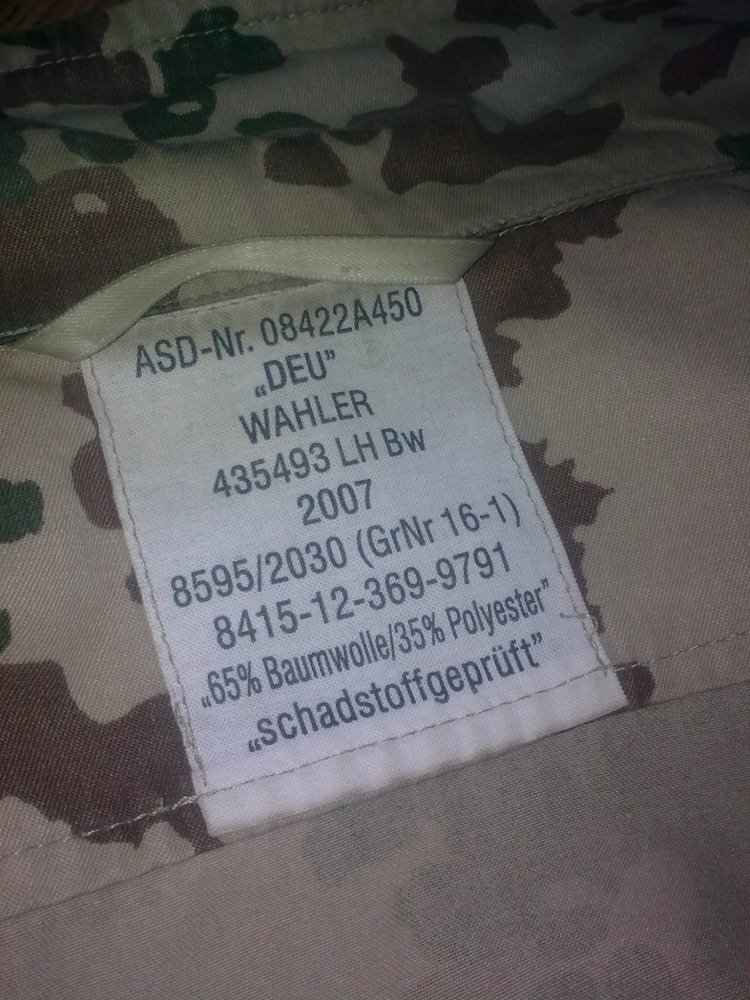 ASD-Nr. 08422A450
„DEU”
WAHLER
435493 LH Bw
2007
8595/2030 (GrNr 16-1)
8415-12-369-9791
„65% Baumwolle/35% Polyester”
„schadstoffgeprüft”